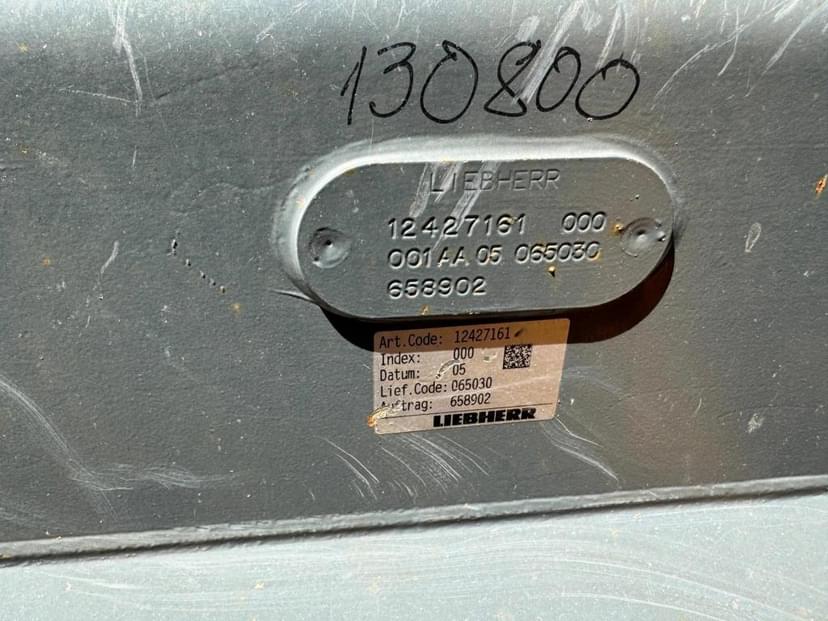 130800
LIEBHERR
12427161 000
001AA 05 065030
658902
Art.Code: 12427161
Index: 000
Datum: 05
Lief.Code: 065030
Auftrag: 658902
LIEBHERR